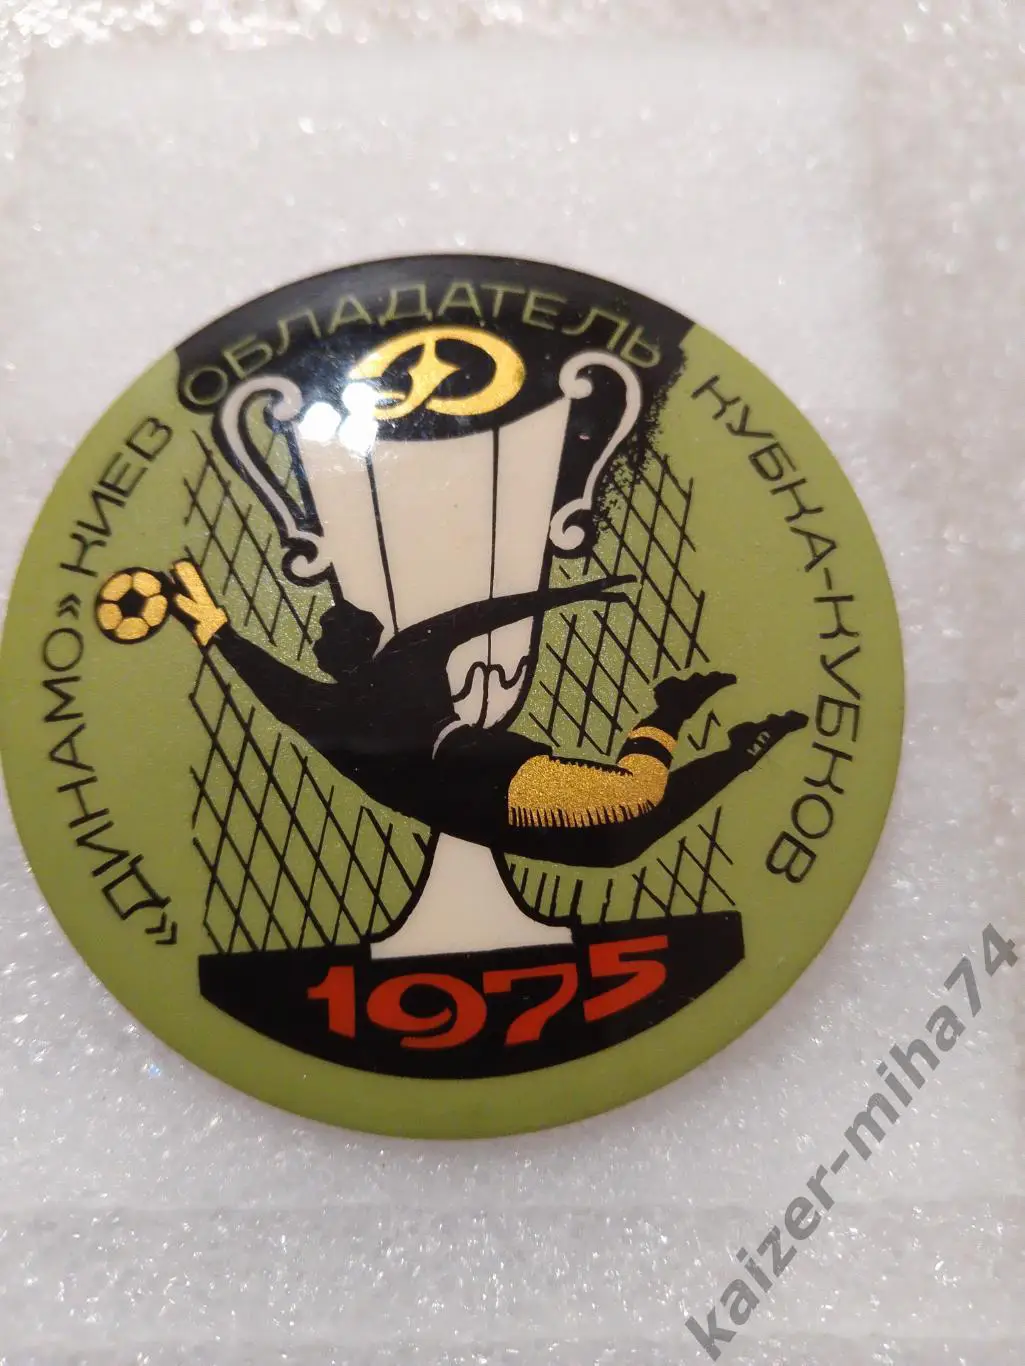 «ДИНАМО» КИЕВ ОБЛАДАТЕЛЬ КУБКА-КУБКОВ
1975
kaizer-miha74